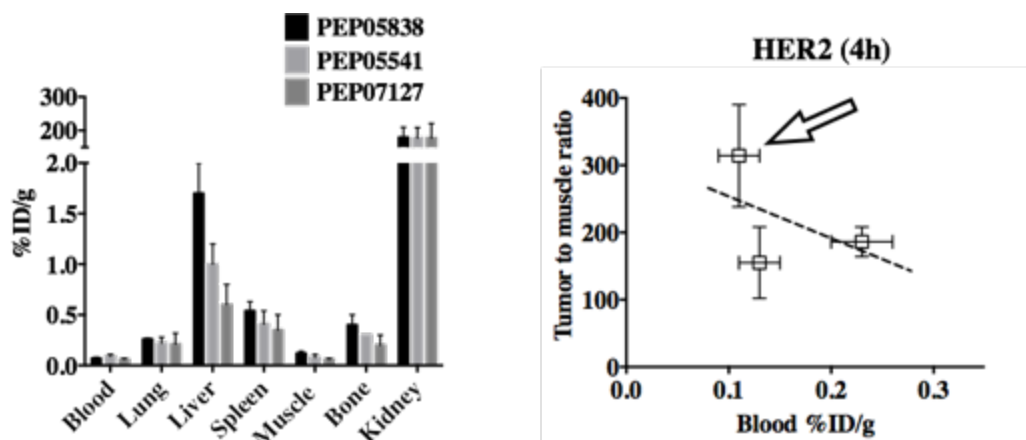 PEP05838
PEP05541
PEP07127
300
200
2.0
1.5
1.0
0.5
0.0
%ID/g
Blood
Lung
Liver
Spleen
Muscle
Bone
Kidney
HER2 (4h)
400
300
200
100
0
Tumor to muscle ratio
0.0 0.1 0.2 0.3
Blood %ID/g